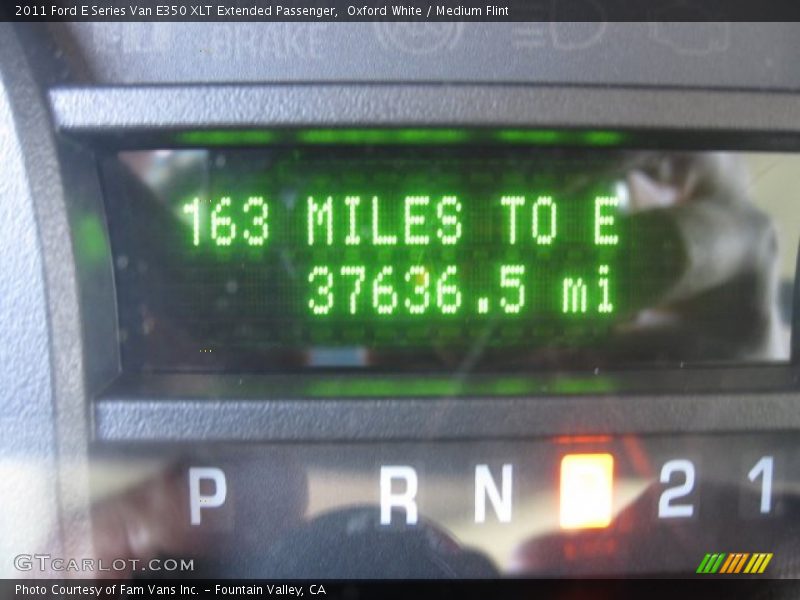 2011 Ford E Series Van E350 XLT Extended Passenger,  Oxford White / Medium Flint
BRAKE
163 MILES TO E
37636.5 mi
P R N D 2 1
GTCARLOT.COM
Photo Courtesy of Fam Vans Inc. – Fountain Valley, CA